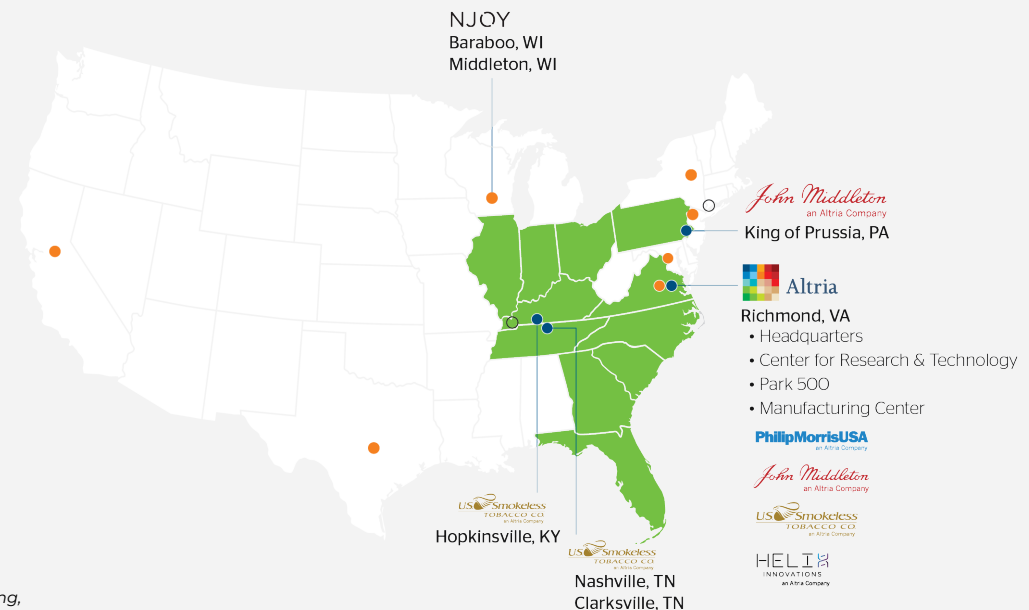 NJOY
Baraboo, WI
Middleton, WI
John Middleton
an Altria Company
King of Prussia, PA
Altria
Richmond, VA
• Headquarters
• Center for Research & Technology
• Park 500
• Manufacturing Center
PhilipMorrisUSA
an Altria Company
John Middleton
an Altria Company
US Smokeless
TOBACCO CO.
an Altria Company
HELIX
INNOVATIONS
an Altria Company
US Smokeless
TOBACCO CO.
an Altria Company
Hopkinsville, KY
US Smokeless
TOBACCO CO.
an Altria Company
Nashville, TN
Clarksville, TN
ng,